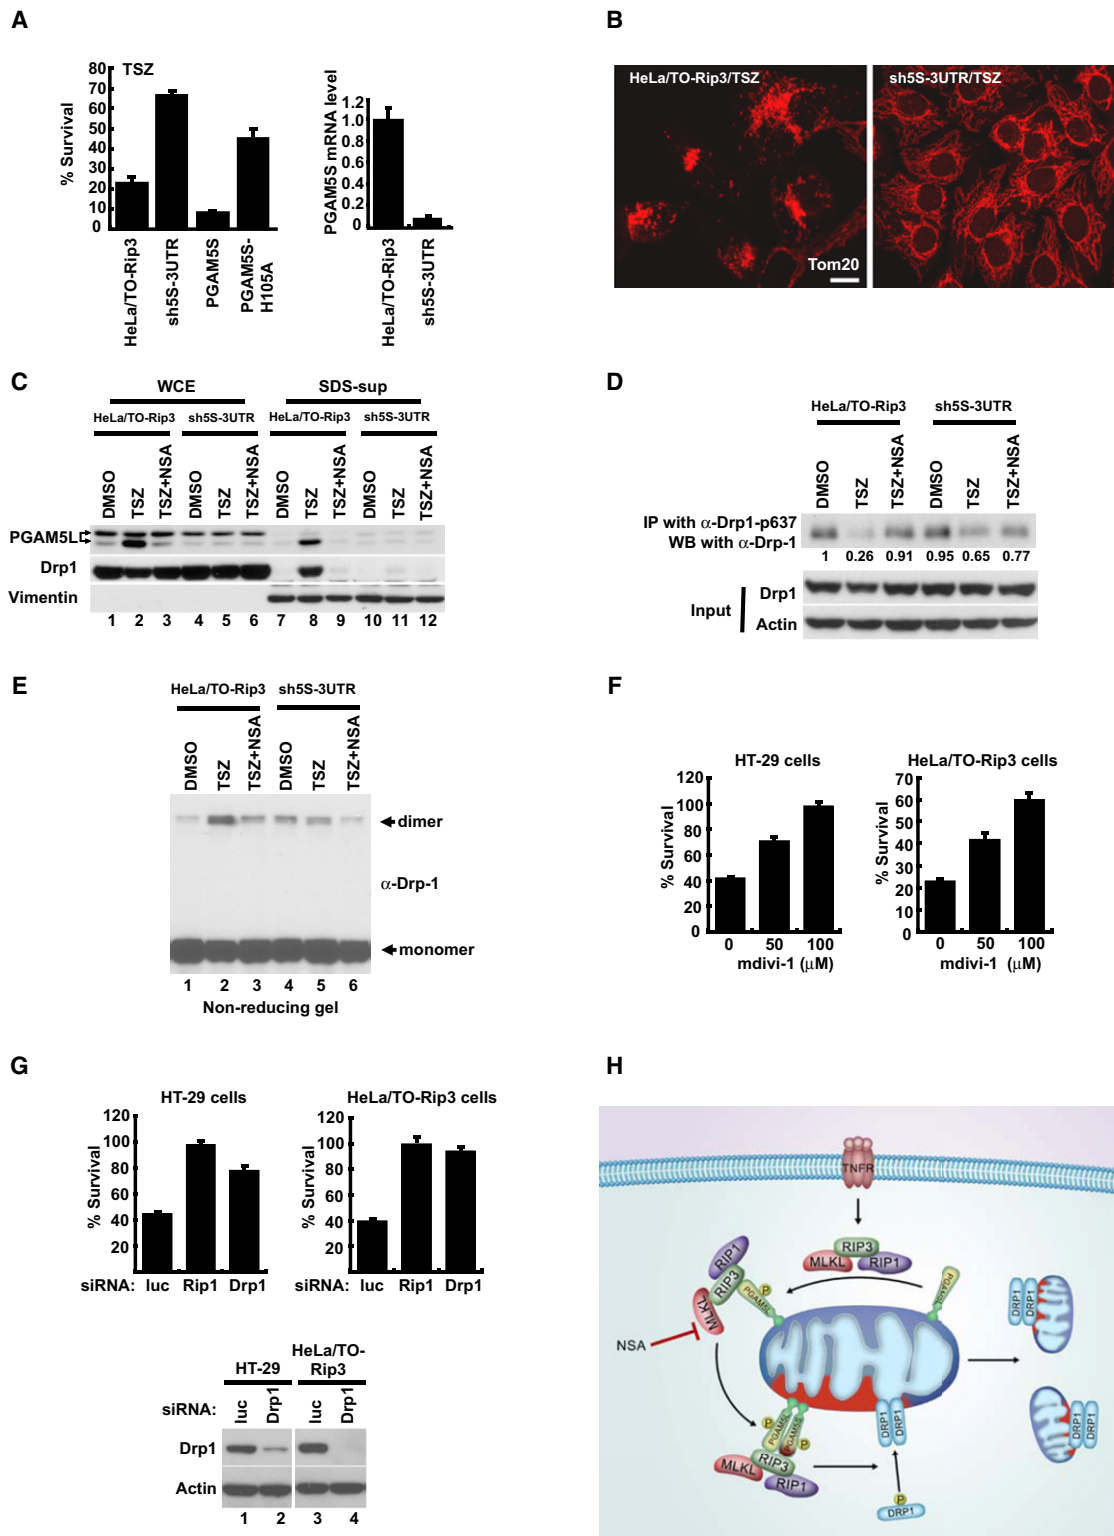 A
TSZ
% Survival
80
70
60
50
40
30
20
10
0
HeLa/TO-Rip3
sh5S-3UTR
PGAM5S
PGAM5S-
H105A
PGAM5S mRNA level
1.2
1.0
0.8
0.6
0.4
0.2
0
HeLa/TO-Rip3
sh5S-3UTR
B
HeLa/TO-Rip3/TSZ
sh5S-3UTR/TSZ
Tom20
C
WCE SDS-sup
HeLa/TO-Rip3 sh5S-3UTR HeLa/TO-Rip3 sh5S-3UTR
DMSO TSZ TSZ+NSA DMSO TSZ TSZ+NSA DMSO TSZ TSZ+NSA DMSO TSZ TSZ+NSA
PGAM5L
Drp1
Vimentin
1 2 3 4 5 6 7 8 9 10 11 12
D
HeLa/TO-Rip3 sh5S-3UTR
DMSO TSZ TSZ+NSA DMSO TSZ TSZ+NSA
IP with α-Drp1-p637
WB with α-Drp-1
1 0.26 0.91 0.95 0.65 0.77
Input
Drp1
Actin
E
HeLa/TO-Rip3 sh5S-3UTR
DMSO TSZ TSZ+NSA DMSO TSZ TSZ+NSA
dimer
α-Drp-1
monomer
1 2 3 4 5 6
Non-reducing gel
F
HT-29 cells
% Survival
120
100
80
60
40
20
0
0 50 100
mdivi-1 (μM)
HeLa/TO-Rip3 cells
% Survival
70
60
50
40
30
20
10
0
0 50 100
mdivi-1 (μM)
G
HT-29 cells
% Survival
120
100
80
60
40
20
siRNA: luc Rip1 Drp1
HeLa/TO-Rip3 cells
% Survival
120
100
80
60
40
20
siRNA: luc Rip1 Drp1
HT-29
HeLa/TO-
Rip3
siRNA: luc Drp1 luc Drp1
Drp1
Actin
1 2 3 4
H
TNFR
RIP3
MLKL
RIP1
RIP1
RIP3
MLKL
P
PGAM5L
PGAM5L
NSA
DRP1
DRP1
DRP1
DRP1
P
PGAM5L
PGAM5S
P
MLKL
RIP3
RIP1
DRP1
DRP1
P
DRP1